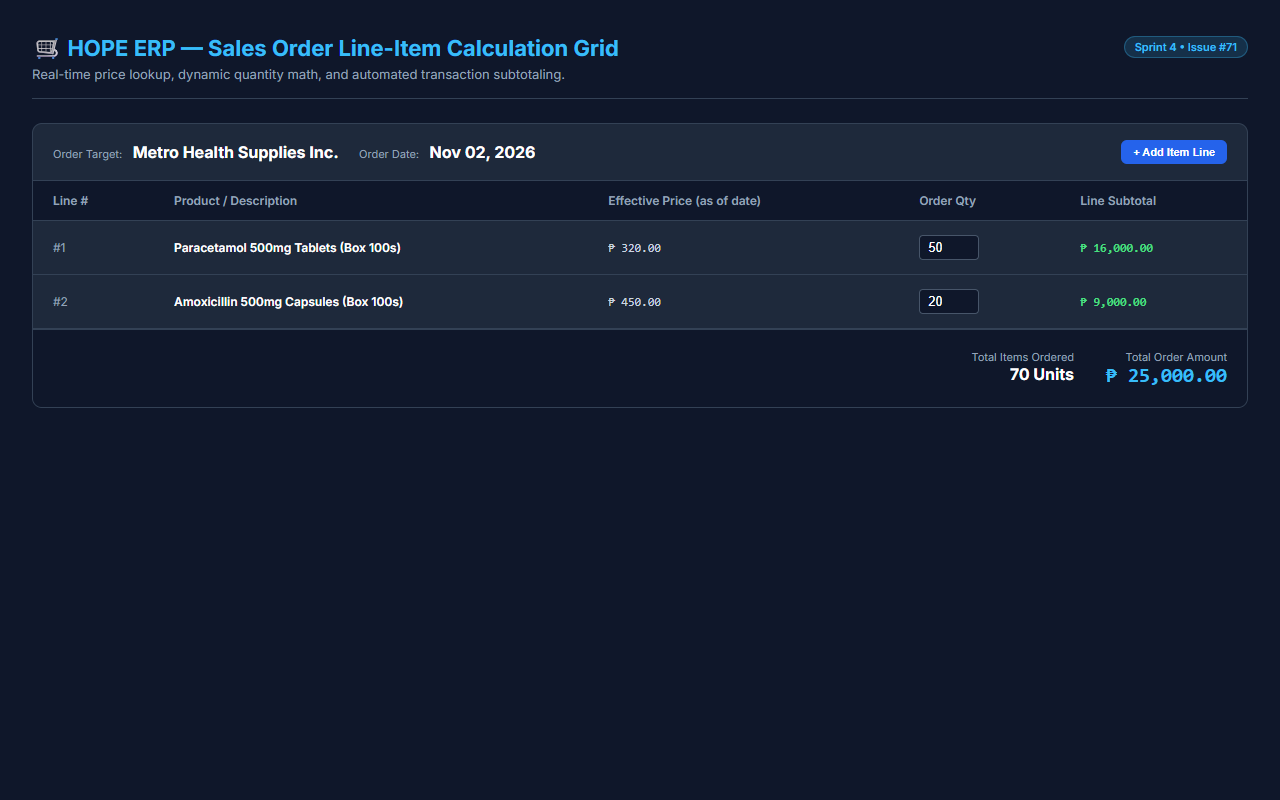 HOPE ERP — Sales Order Line-Item Calculation Grid
Sprint 4 • Issue #71
Real-time price lookup, dynamic quantity math, and automated transaction subtotaling.
Order Target: Metro Health Supplies Inc. Order Date: Nov 02, 2026
+ Add Item Line
Line # Product / Description Effective Price (as of date) Order Qty Line Subtotal
#1 Paracetamol 500mg Tablets (Box 100s) ₱ 320.00 50 ₱ 16,000.00
#2 Amoxicillin 500mg Capsules (Box 100s) ₱ 450.00 20 ₱ 9,000.00
Total Items Ordered Total Order Amount
70 Units ₱ 25,000.00